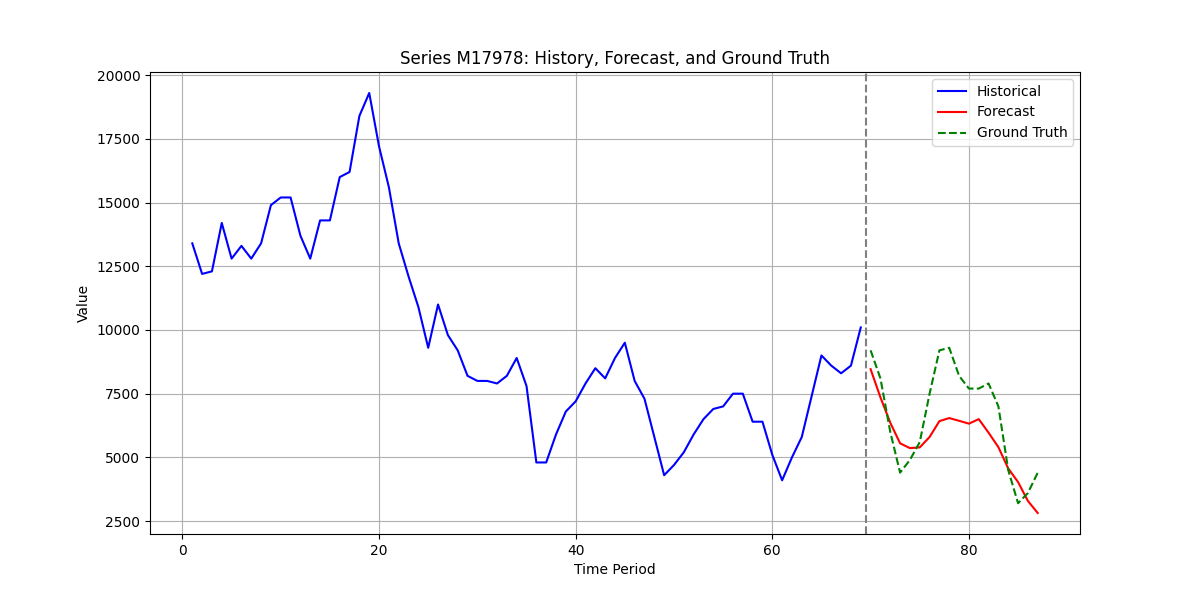 Series M17978: History, Forecast, and Ground Truth
20000
17500
15000
12500
10000
7500
5000
2500
Value
0
20
40
60
80
Time Period
Historical
Forecast
Ground Truth